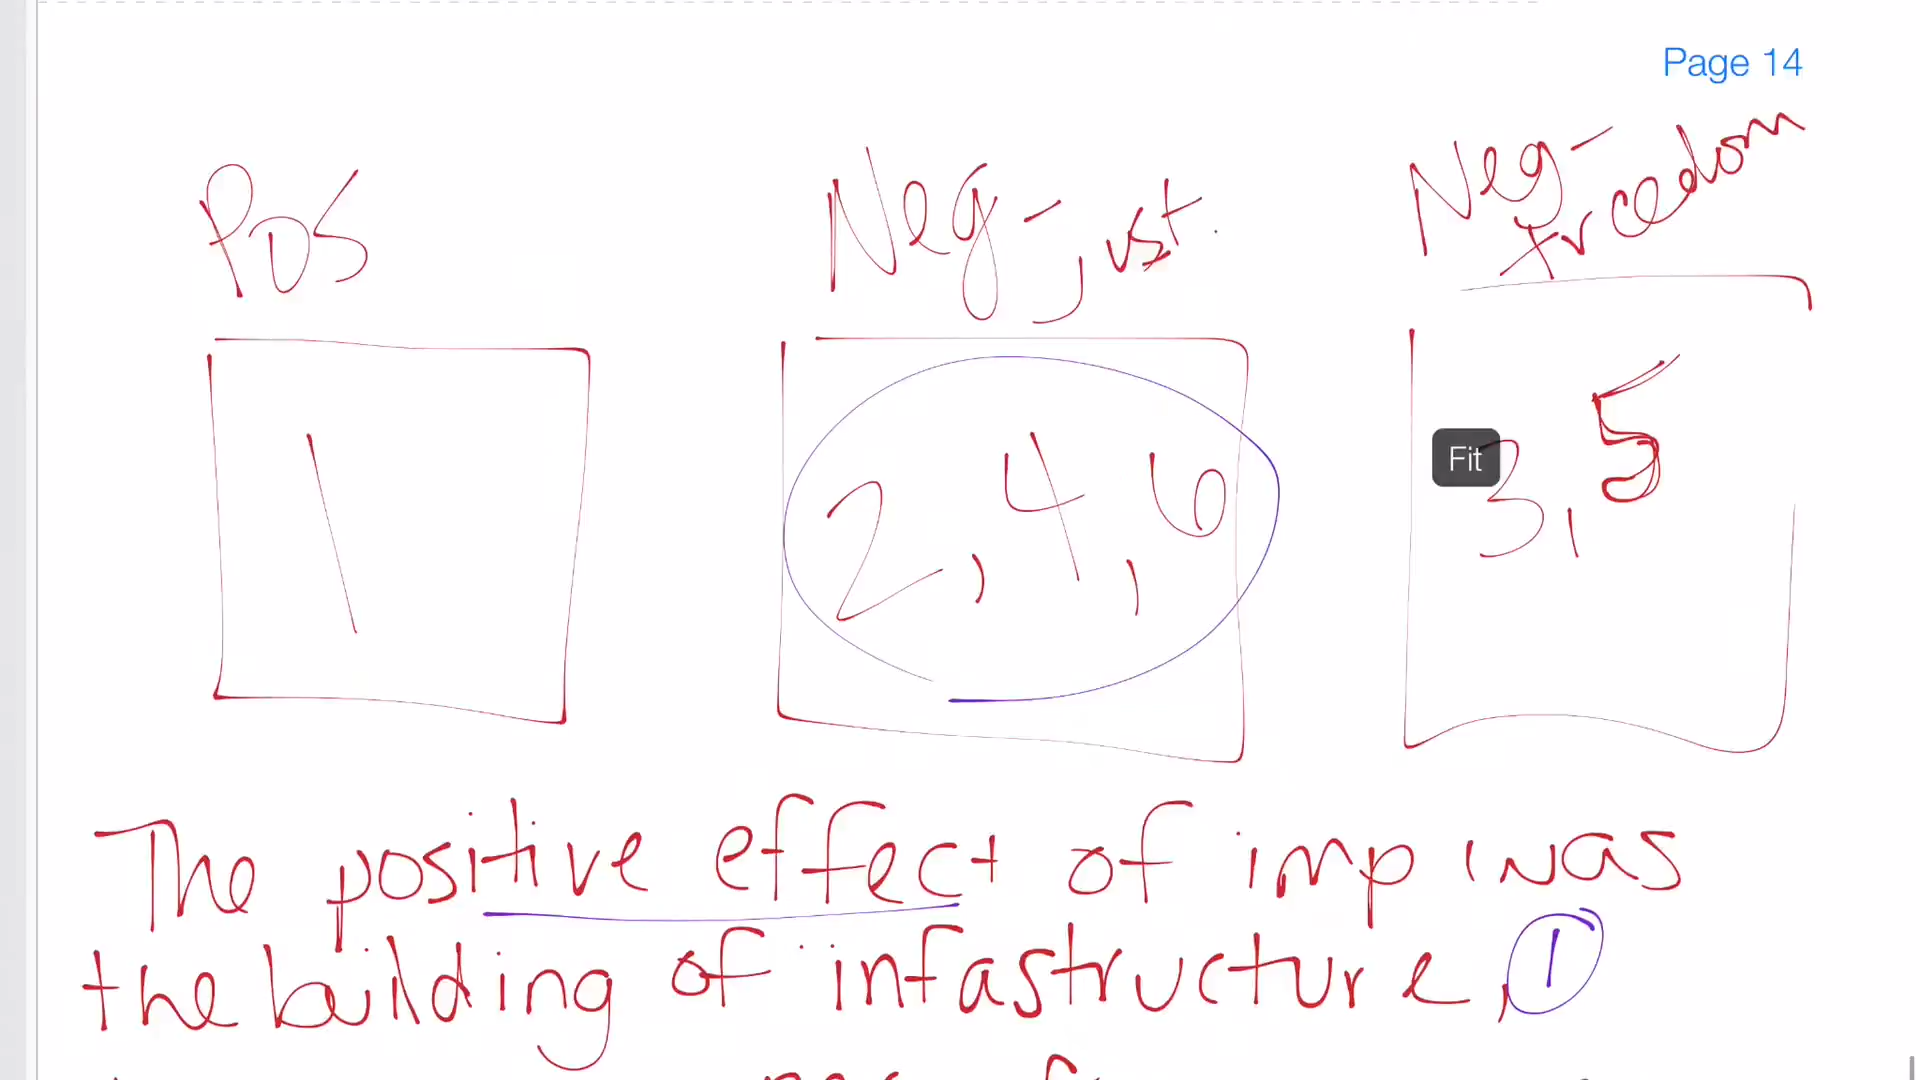 Page 14
Pos
Neg-just.
Neg-
freedom
1
2, 4, 6
3, 5
Fit
The positive effect of imp was
the building of infastructure, 1